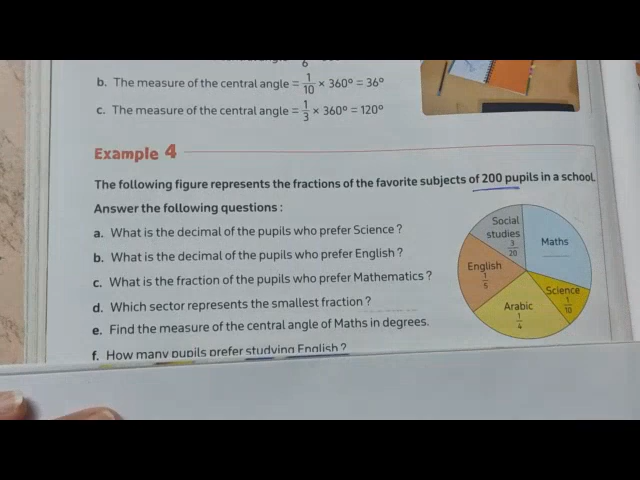 b. The measure of the central angle = 1/10 × 360° = 36°
c. The measure of the central angle = 1/3 × 360° = 120°
Example 4
The following figure represents the fractions of the favorite subjects of 200 pupils in a school.
Answer the following questions :
a. What is the decimal of the pupils who prefer Science ?
b. What is the decimal of the pupils who prefer English ?
c. What is the fraction of the pupils who prefer Mathematics ?
d. Which sector represents the smallest fraction ?
e. Find the measure of the central angle of Maths in degrees.
f. How many pupils prefer studying English ?
Social
studies
3/20
Maths
English
1/5
Science
1/10
Arabic
1/4